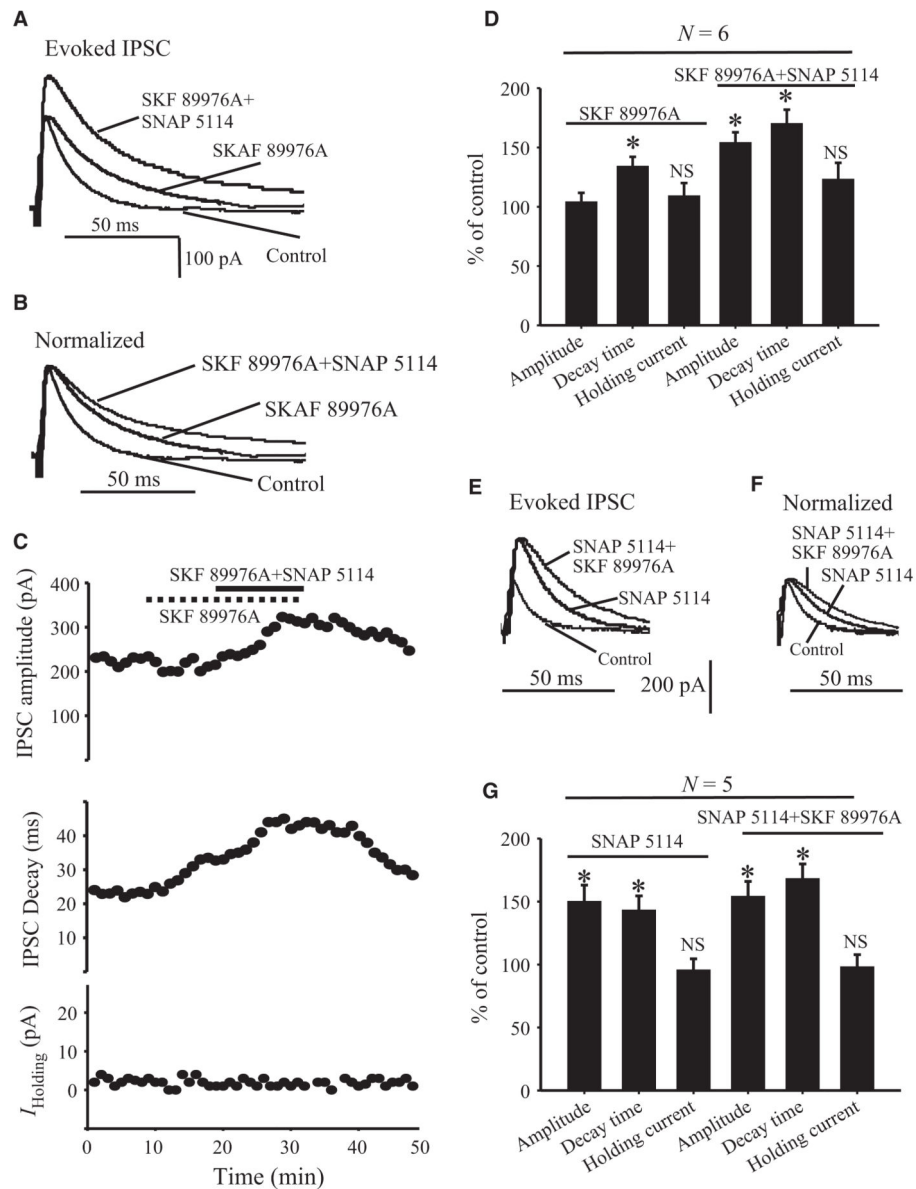 A
Evoked IPSC
SKF 89976A+
SNAP 5114
SKAF 89976A
50 ms
100 pA
Control
B
Normalized
SKF 89976A+SNAP 5114
SKAF 89976A
50 ms
Control
C
SKF 89976A+SNAP 5114
SKF 89976A
IPSC amplitude (pA)
400
300
200
100
IPSC Decay (ms)
40
30
20
10
I Holding (pA)
20
10
0
0 10 20 30 40 50
Time (min)
D
N = 6
SKF 89976A+SNAP 5114
SKF 89976A
* NS * * NS
% of control
200
150
100
50
0
Amplitude Decay time Holding current Amplitude Decay time Holding current
E
Evoked IPSC
SNAP 5114+
SKF 89976A
SNAP 5114
Control
50 ms
200 pA
F
Normalized
SNAP 5114+
SKF 89976A
SNAP 5114
Control
50 ms
G
N = 5
SNAP 5114+SKF 89976A
SNAP 5114
* * NS * * NS
% of control
200
150
100
50
0
Amplitude Decay time Holding current Amplitude Decay time Holding current